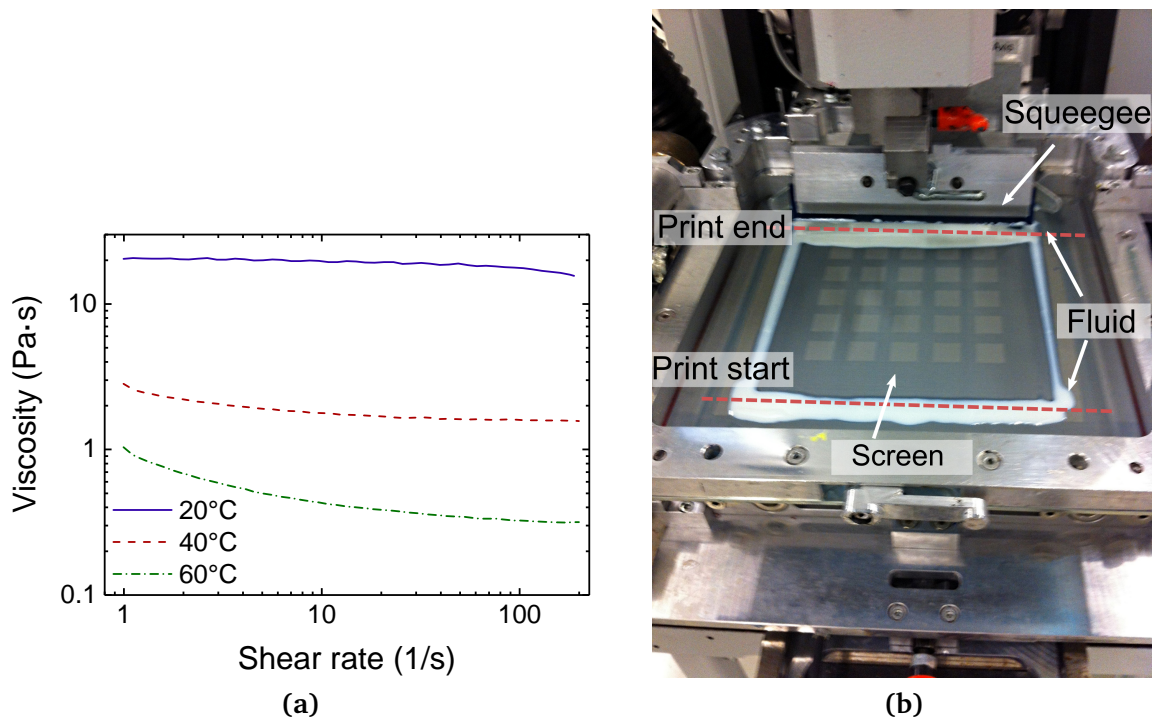 Viscosity (Pa·s)
10
1
0.1
20°C
40°C
60°C
1
10
100
Shear rate (1/s)
(a)
Squeegee
Print end
Fluid
Print start
Screen
(b)